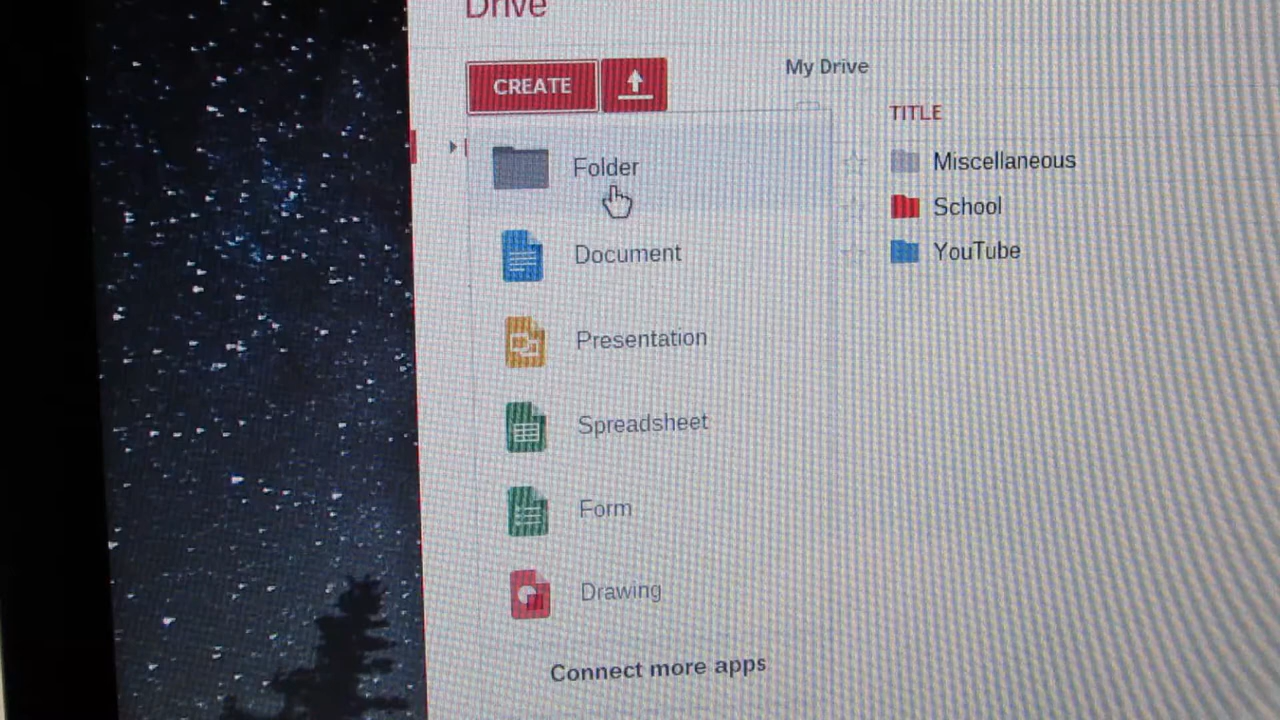 Drive
CREATE
My Drive
TITLE
Folder
Miscellaneous
School
Document
YouTube
Presentation
Spreadsheet
Form
Drawing
Connect more apps